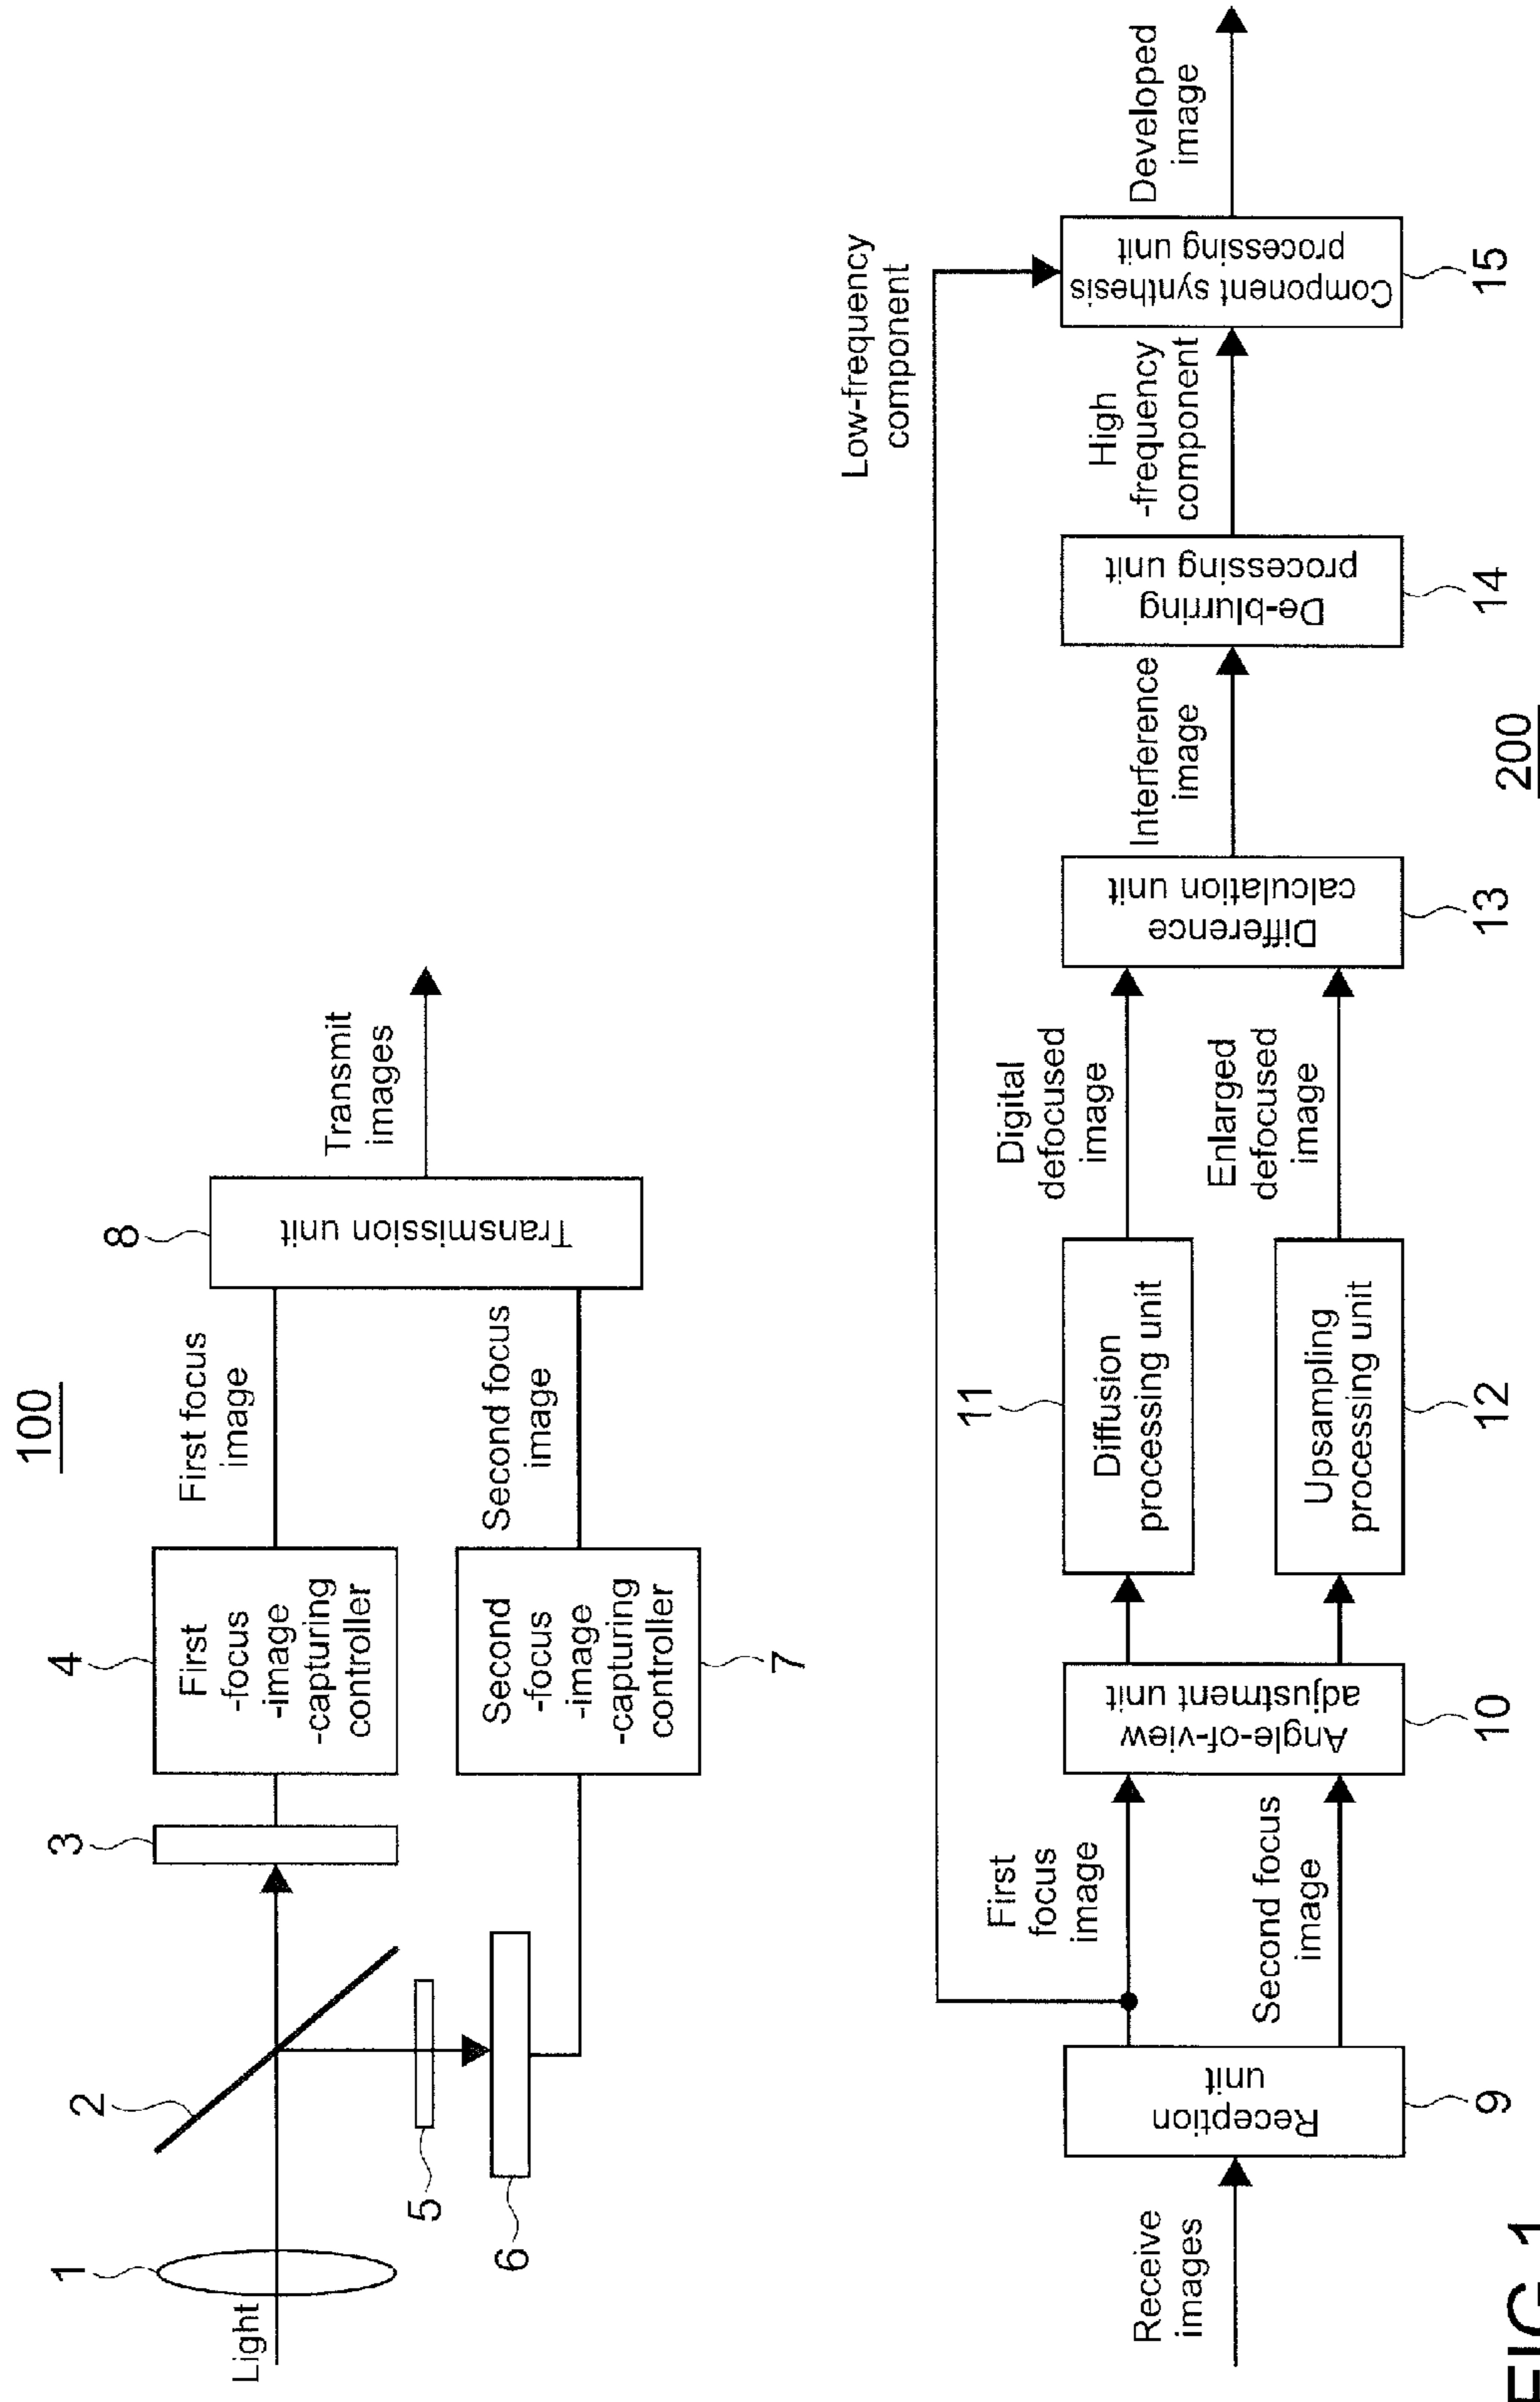 100
Light
1
2
3
4
First
-focus
-image
-capturing
controller
First focus
image
5
6
7
Second
-focus
-image
-capturing
controller
Second focus
image
8
Transmission unit
Transmit
images
200
Receive
images
Reception
unit
9
First
focus
image
Second focus
image
Angle-of-view
adjustment unit
10
11
Diffusion
processing unit
Upsampling
processing unit
12
Digital
defocused
image
Enlarged
defocused
image
Difference
calculation unit
13
Interference
image
De-blurring
processing unit
14
High
-frequency
component
Low-frequency
component
Component synthesis
processing unit
15
Developed
image
FIG.1